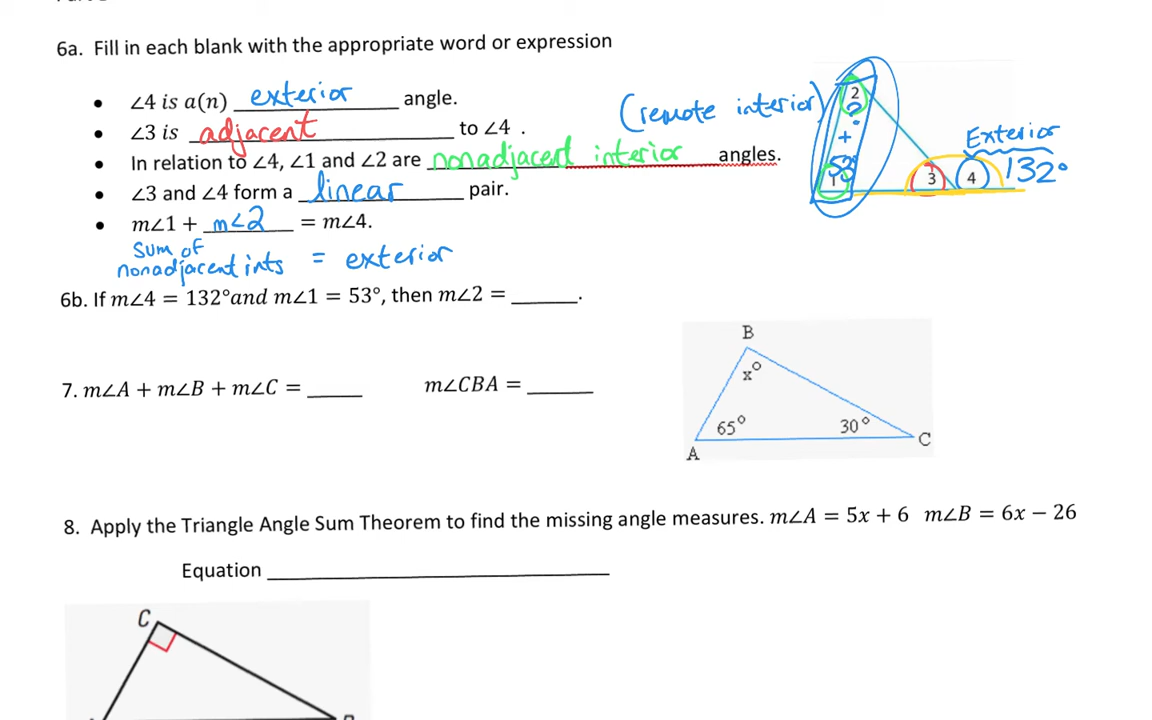 6a. Fill in each blank with the appropriate word or expression
• ∠4 is a(n) exterior angle.
• ∠3 is adjacent to ∠4 .
(remote interior)
• In relation to ∠4, ∠1 and ∠2 are nonadjacent interior angles.
• ∠3 and ∠4 form a linear pair.
• m∠1 + m∠2 = m∠4.
sum of
nonadjacent ints = exterior
2
?
+
53°
1
3
4
Exterior
132°
6b. If m∠4 = 132°and m∠1 = 53°, then m∠2 = ______.
7. m∠A + m∠B + m∠C = _____ m∠CBA = ______
B
x°
65°
30°
A
C
8. Apply the Triangle Angle Sum Theorem to find the missing angle measures. m∠A = 5x + 6 m∠B = 6x − 26
Equation ______________________________
C